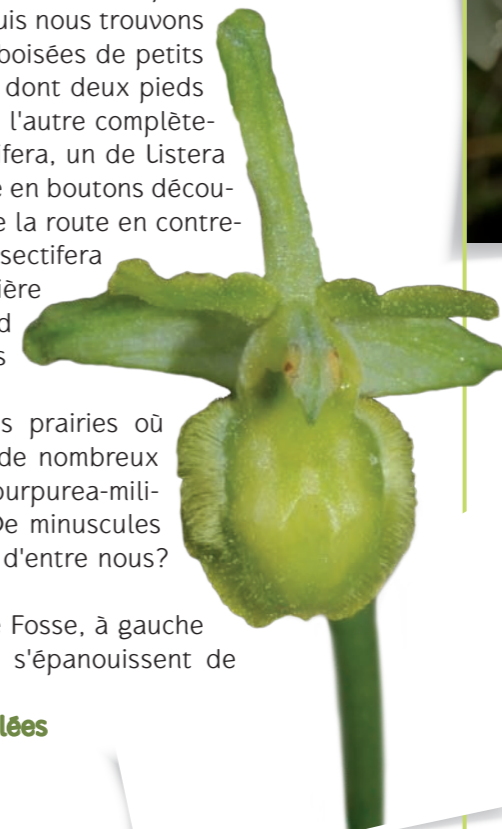 uis nous trouvons
boisées de petits
dont deux pieds
l'autre complète-
ifera, un de Listera
e en boutons décou-
e la route en contre-
sectifera
ière
d
s
s prairies où
de nombreux
ourpurea-mili-
De minuscules
d'entre nous?
e Fosse, à gauche
s'épanouissent de
lées